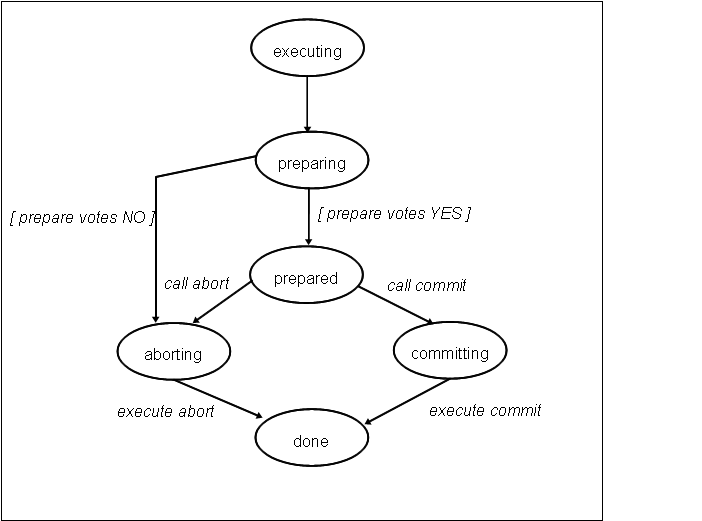 executing
preparing
[ prepare votes NO ]
[ prepare votes YES ]
prepared
call abort
call commit
aborting
committing
execute abort
execute commit
done